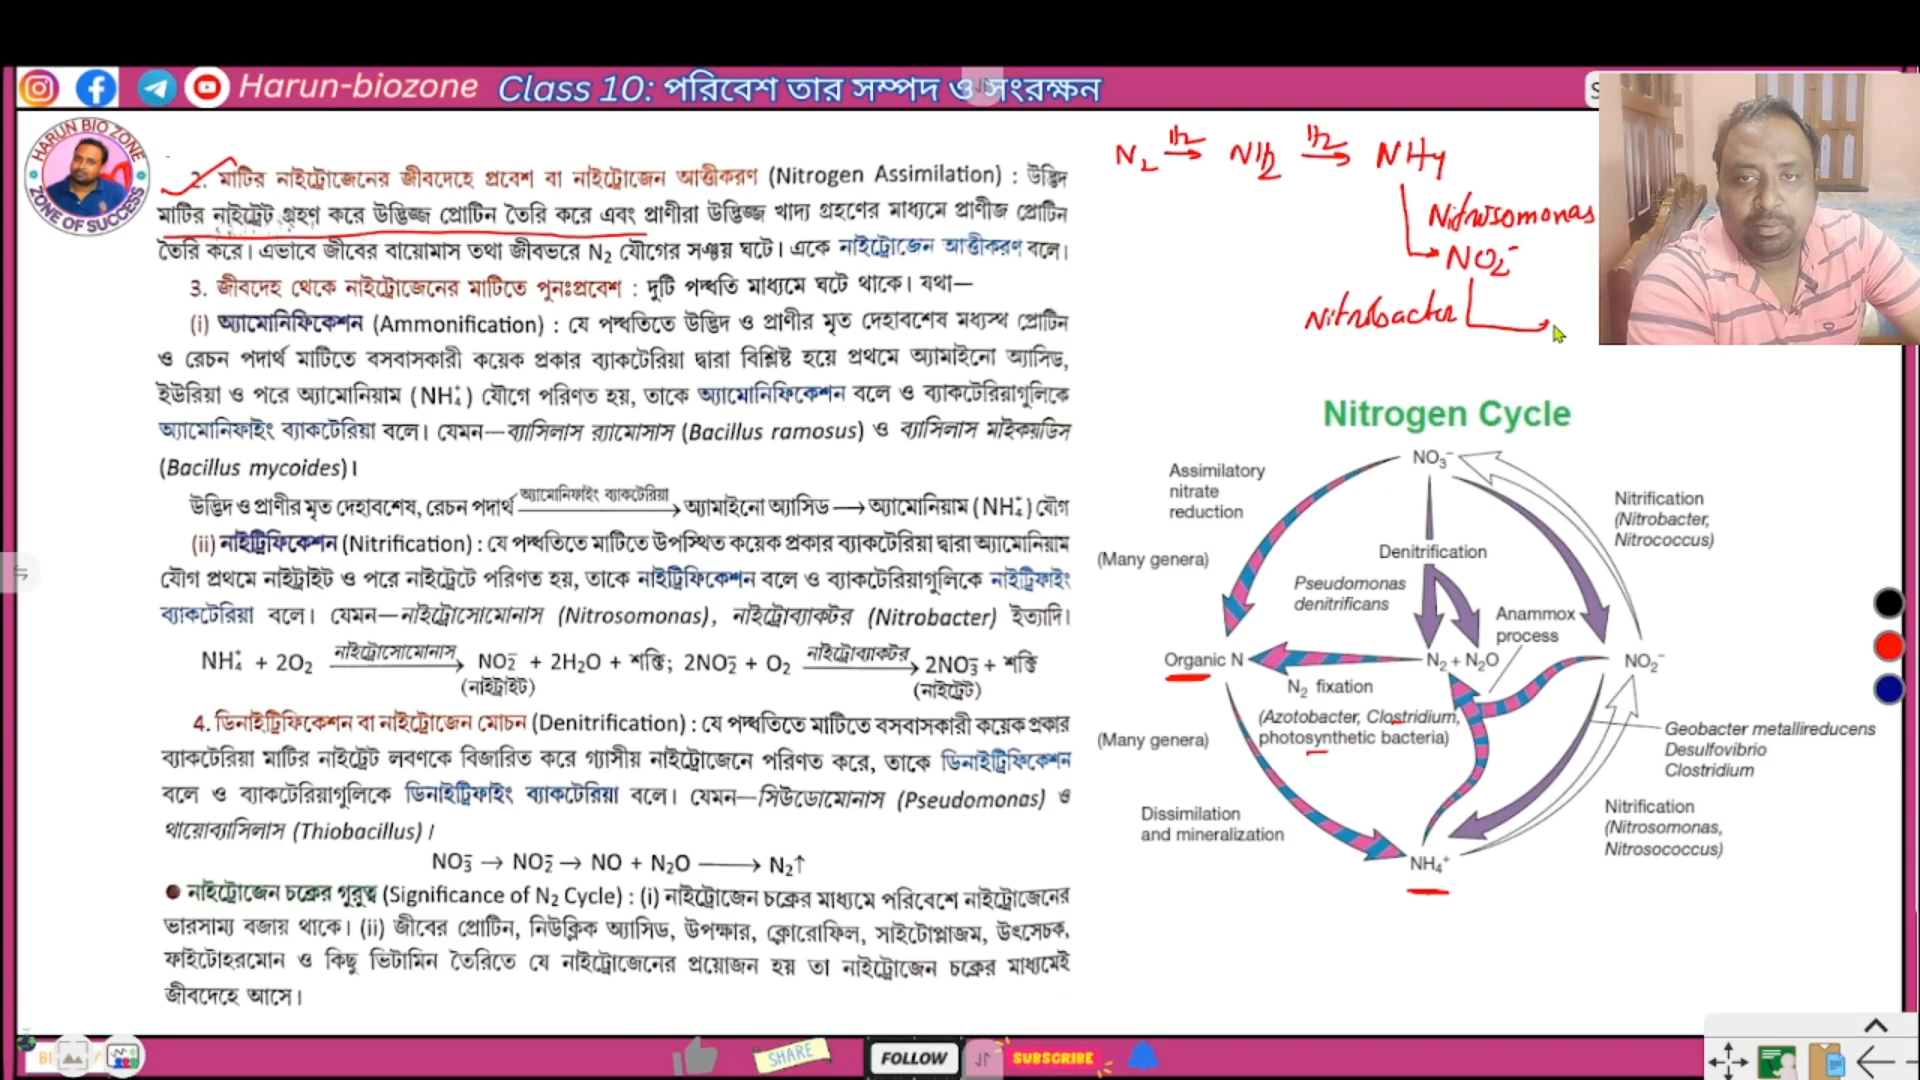 Harun-biozone Class 10: পরিবেশ তার সম্পদ ও সংরক্ষন
HARUN BIO ZONE
ZONE OF SUCCESS
2. মাটির নাইট্রোজেনের জীবদেহে প্রবেশ বা নাইট্রোজেন আত্তীকরণ (Nitrogen Assimilation) : উদ্ভিদ
মাটির নাইট্রেট গ্রহণ করে উদ্ভিজ্জ প্রোটিন তৈরি করে এবং প্রাণীরা উদ্ভিজ্জ খাদ্য গ্রহণের মাধ্যমে প্রাণীজ প্রোটিন
তৈরি করে। এভাবে জীবের বায়োমাস তথা জীবভরে N₂ যৌগের সঞ্চয় ঘটে। একে নাইট্রোজেন আত্তীকরণ বলে।
3. জীবদেহ থেকে নাইট্রোজেনের মাটিতে পুনঃপ্রবেশ : দুটি পদ্ধতি মাধ্যমে ঘটে থাকে। যথা—
(i) অ্যামোনিফিকেশন (Ammonification) : যে পদ্ধতিতে উদ্ভিদ ও প্রাণীর মৃত দেহাবশেষ মধ্যস্থ প্রোটিন
ও রেচন পদার্থ মাটিতে বসবাসকারী কয়েক প্রকার ব্যাকটেরিয়া দ্বারা বিশ্লিষ্ট হয়ে প্রথমে অ্যামাইনো অ্যাসিড,
ইউরিয়া ও পরে অ্যামোনিয়াম (NH₄⁺) যৌগে পরিণত হয়, তাকে অ্যামোনিফিকেশন বলে ও ব্যাকটেরিয়াগুলিকে
অ্যামোনিফাইং ব্যাকটেরিয়া বলে। যেমন—ব্যাসিলাস র‍্যামোসাস (Bacillus ramosus) ও ব্যাসিলাস মাইকয়ডিস
(Bacillus mycoides)।
উদ্ভিদ ও প্রাণীর মৃত দেহাবশেষ, রেচন পদার্থ —অ্যামোনিফাইং ব্যাকটেরিয়া→ অ্যামাইনো অ্যাসিড ⟶ অ্যামোনিয়াম (NH₄⁺) যৌগ
(ii) নাইট্রিফিকেশন (Nitrification) : যে পদ্ধতিতে মাটিতে উপস্থিত কয়েক প্রকার ব্যাকটেরিয়া দ্বারা অ্যামোনিয়াম
যৌগ প্রথমে নাইট্রাইট ও পরে নাইট্রেটে পরিণত হয়, তাকে নাইট্রিফিকেশন বলে ও ব্যাকটেরিয়াগুলিকে নাইট্রিফাইং
ব্যাকটেরিয়া বলে। যেমন—নাইট্রোসোমোনাস (Nitrosomonas), নাইট্রোব্যাকটর (Nitrobacter) ইত্যাদি।
NH₄⁺ + 2O₂ —নাইট্রোসোমোনাস→ NO₂⁻ + 2H₂O + শক্তি; 2NO₂⁻ + O₂ —নাইট্রোব্যাকটর→ 2NO₃⁻ + শক্তি
(নাইট্রাইট) (নাইট্রেট)
4. ডিনাইট্রিফিকেশন বা নাইট্রোজেন মোচন (Denitrification) : যে পদ্ধতিতে মাটিতে বসবাসকারী কয়েক প্রকার
ব্যাকটেরিয়া মাটির নাইট্রেট লবণকে বিজারিত করে গ্যাসীয় নাইট্রোজেনে পরিণত করে, তাকে ডিনাইট্রিফিকেশন
বলে ও ব্যাকটেরিয়াগুলিকে ডিনাইট্রিফাইং ব্যাকটেরিয়া বলে। যেমন—সিউডোমোনাস (Pseudomonas) ও
থায়োব্যাসিলাস (Thiobacillus)।
NO₃⁻ → NO₂⁻ → NO + N₂O ⟶ N₂↑
● নাইট্রোজেন চক্রের গুরুত্ব (Significance of N₂ Cycle) : (i) নাইট্রোজেন চক্রের মাধ্যমে পরিবেশে নাইট্রোজেনের
ভারসাম্য বজায় থাকে। (ii) জীবের প্রোটিন, নিউক্লিক অ্যাসিড, উপক্ষার, ক্লোরোফিল, সাইটোপ্লাজম, উৎসেচক,
ফাইটোহরমোন ও কিছু ভিটামিন তৈরিতে যে নাইট্রোজেনের প্রয়োজন হয় তা নাইট্রোজেন চক্রের মাধ্যমেই
জীবদেহে আসে।
N₂ →H₂ NH₂ →H₂ NH₄
Nitrosomonas
NO₂⁻
Nitrobacter
Nitrogen Cycle
NO₃⁻
Assimilatory
nitrate
reduction
Nitrification
(Nitrobacter,
Nitrococcus)
(Many genera)
Denitrification
Pseudomonas
denitrificans
Anammox
process
Organic N
N₂ + N₂O
NO₂⁻
N₂ fixation
(Azotobacter, Clostridium,
photosynthetic bacteria)
(Many genera)
Geobacter metallireducens
Desulfovibrio
Clostridium
Dissimilation
and mineralization
Nitrification
(Nitrosomonas,
Nitrosococcus)
NH₄⁺
SHARE
FOLLOW
SUBSCRIBE